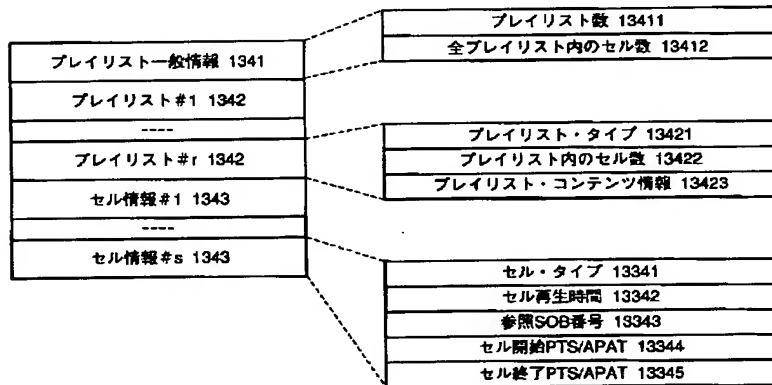 プレイリスト一般情報 1341
プレイリスト#1 1342
----
プレイリスト#r 1342
セル情報#1 1343
----
セル情報#s 1343
プレイリスト数 13411
全プレイリスト内のセル数 13412
プレイリスト・タイプ 13421
プレイリスト内のセル数 13422
プレイリスト・コンテンツ情報 13423
セル・タイプ 13341
セル再生時間 13342
参照SOB番号 13343
セル開始PTS/APAT 13344
セル終了PTS/APAT 13345